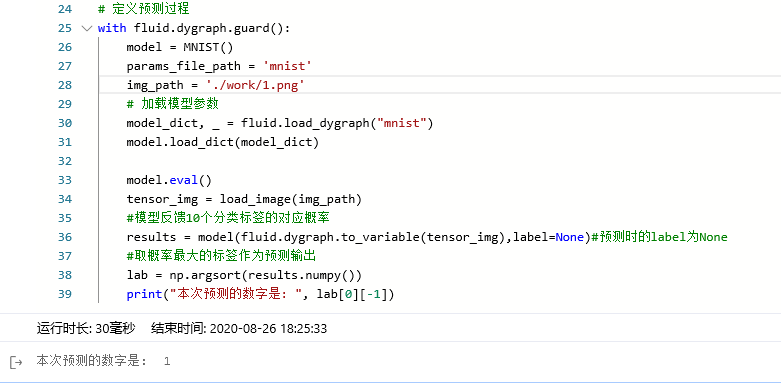 24 # 定义预测过程
25 with fluid.dygraph.guard():
26 model = MNIST()
27 params_file_path = 'mnist'
28 img_path = './work/1.png'
29 # 加载模型参数
30 model_dict, _ = fluid.load_dygraph("mnist")
31 model.load_dict(model_dict)
32
33 model.eval()
34 tensor_img = load_image(img_path)
35 #模型反馈10个分类标签的对应概率
36 results = model(fluid.dygraph.to_variable(tensor_img),label=None)#预测时的label为None
37 #取概率最大的标签作为预测输出
38 lab = np.argsort(results.numpy())
39 print("本次预测的数字是: ", lab[0][-1])
运行时长: 30毫秒 结束时间: 2020-08-26 18:25:33
本次预测的数字是: 1